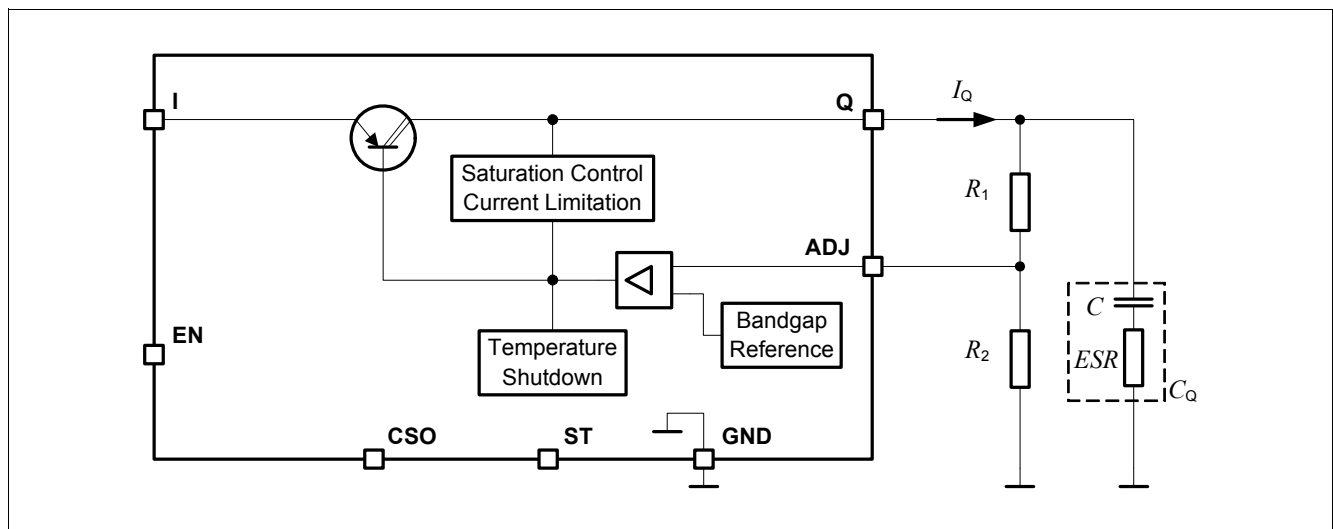 I
Q
I_Q
Saturation Control
Current Limitation
R_1
ADJ
Bandgap
Reference
C
EN
Temperature
Shutdown
R_2
ESR
C_Q
CSO
ST
GND